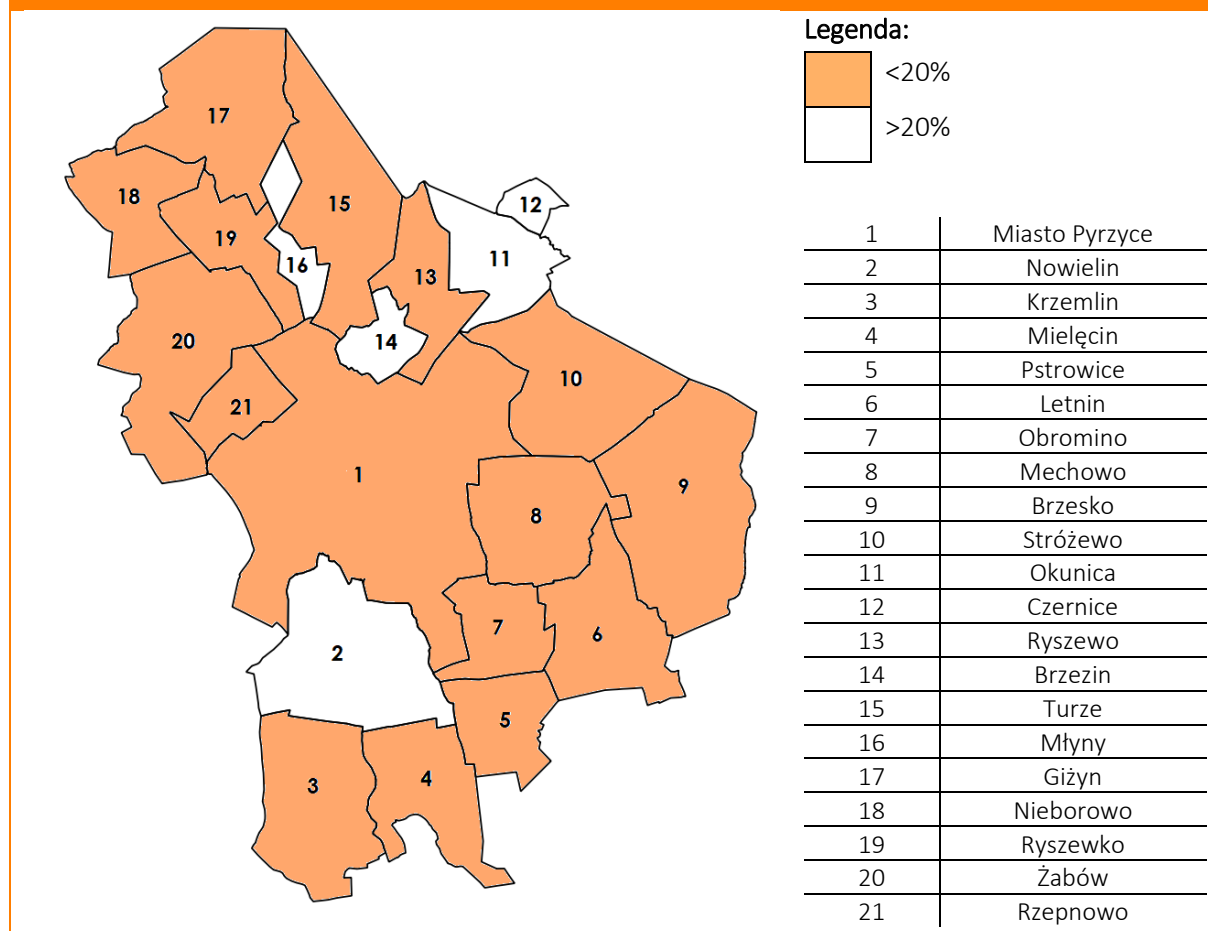 Legenda:
<20%
>20%
17
18
15
12
19
16
11
13
20
14
10
21
1
9
8
7
6
2
5
4
3
1 Miasto Pyrzyce
2 Nowielin
3 Krzemlin
4 Mielęcin
5 Pstrowice
6 Letnin
7 Obromino
8 Mechowo
9 Brzesko
10 Stróżewo
11 Okunica
12 Czernice
13 Ryszewo
14 Brzezin
15 Turze
16 Młyny
17 Giżyn
18 Nieborowo
19 Ryszewko
20 Żabów
21 Rzepnowo